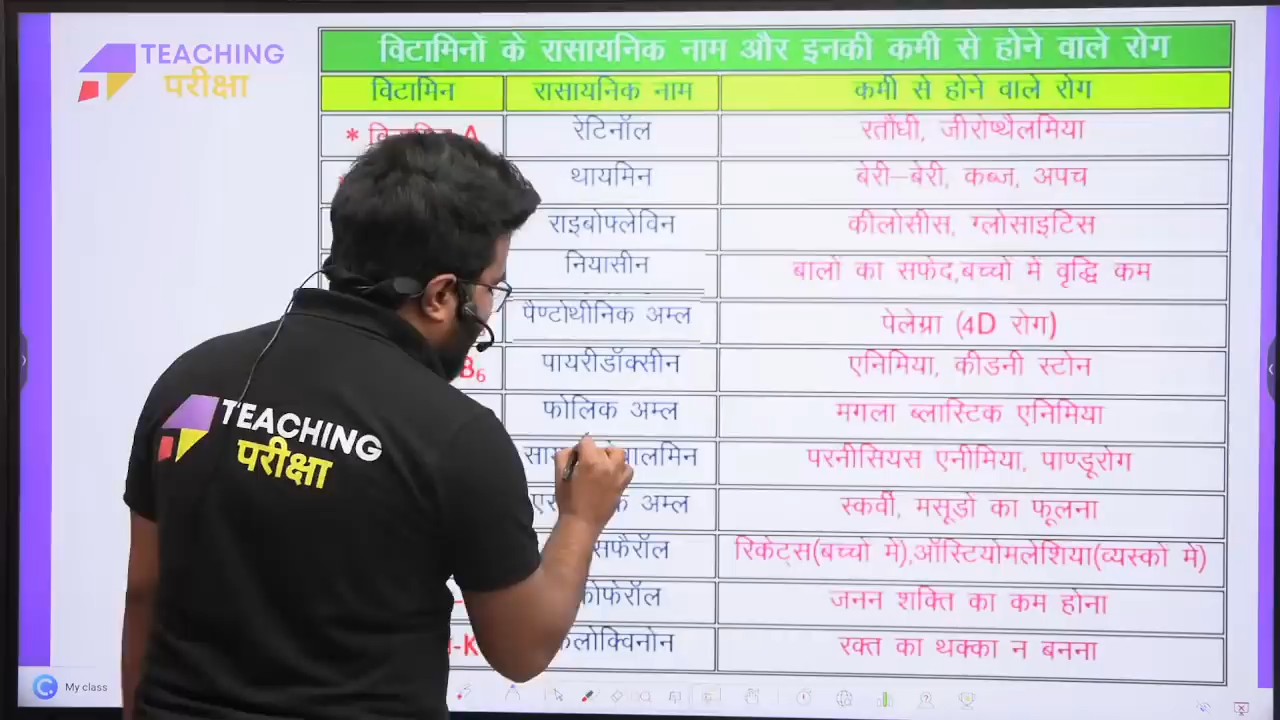 TEACHING
परीक्षा
विटामिनों के रासायनिक नाम और इनकी कमी से होने वाले रोग
विटामिन रासायनिक नाम कमी से होने वाले रोग
* A रेटिनॉल रतौंधी, जीरोप्थैलमिया
थायमिन बेरी–बेरी, कब्ज, अपच
राइबोफ्लेविन कीलोसीस, ग्लोसाइटिस
नियासीन बालों का सफेद,बच्चों में वृद्धि कम
पैण्टोथीनिक अम्ल पेलेग्रा (4D रोग)
B6 पायरीडॉक्सीन एनिमिया, कीडनी स्टोन
फोलिक अम्ल मगला ब्लास्टिक एनिमिया
परनीसियस एनीमिया, पाण्डूरोग
अम्ल स्कर्वी, मसूडो का फूलना
रिकेट्स(बच्चों में),ऑस्टियोमलेशिया(व्यस्कों में)
जनन शक्ति का कम होना
-K रक्त का थक्का न बनना
TEACHING
परीक्षा
My class